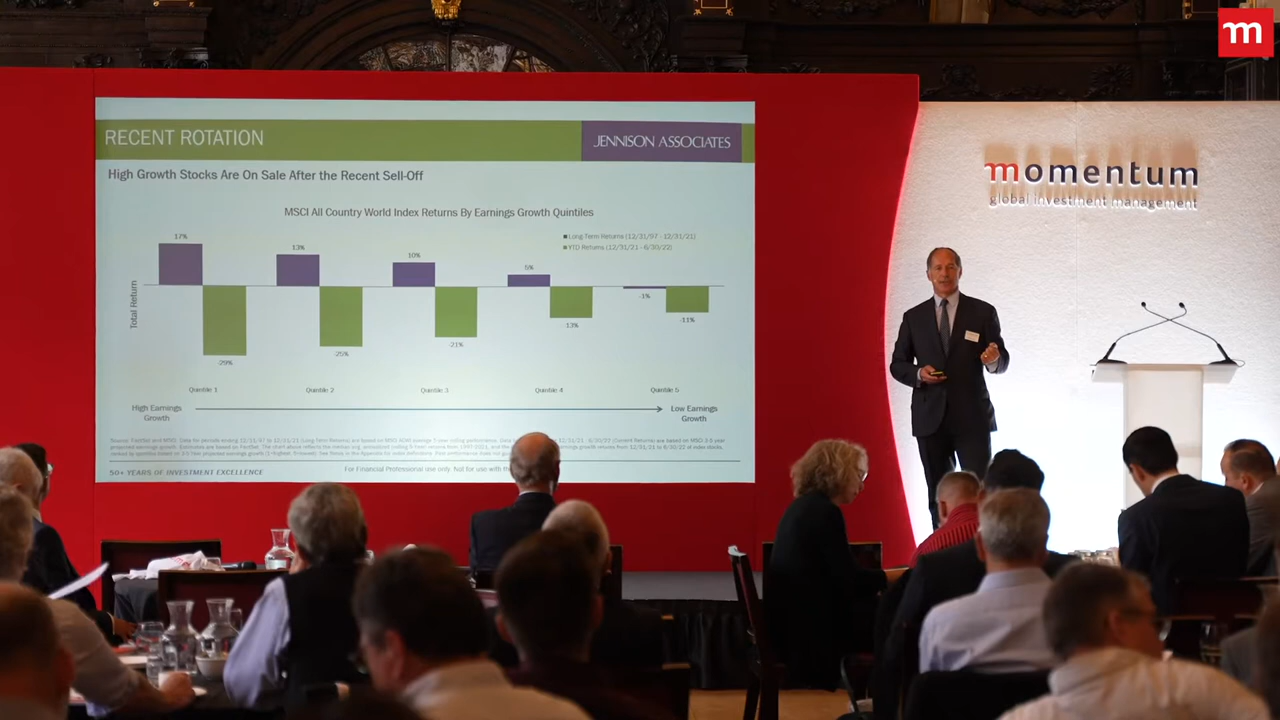 m
RECENT ROTATION
JENNISON ASSOCIATES
High Growth Stocks Are On Sale After the Recent Sell-Off
MSCI All Country World Index Returns By Earnings Growth Quintiles
Long-Term Returns (12/31/97 - 12/31/21)
YTD Returns (12/31/21 - 6/30/22)
17%
13%
10%
5%
-1%
Total Return
-29%
-25%
-21%
-13%
-11%
Quintile 1
Quintile 2
Quintile 3
Quintile 4
Quintile 5
High Earnings
Growth
Low Earnings
Growth
50+ YEARS OF INVESTMENT EXCELLENCE
For Financial Professional use only. Not for use with
momentum
global investment management